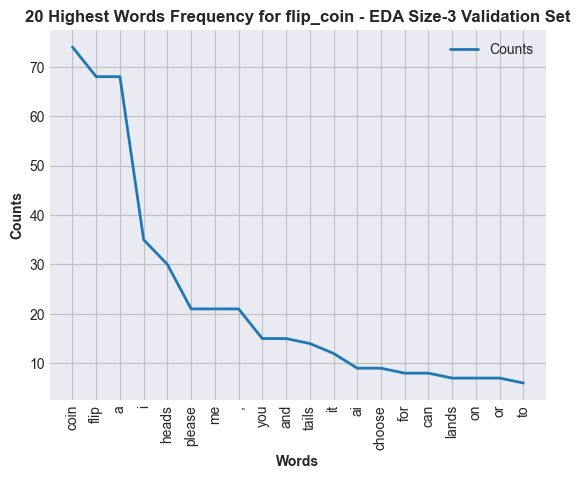 20 Highest Words Frequency for flip_coin - EDA Size-3 Validation Set
Counts
Counts
70
60
50
40
30
20
10
coin
flip
a
i
heads
please
me
,
you
and
tails
it
ai
choose
for
can
lands
on
or
to
Words